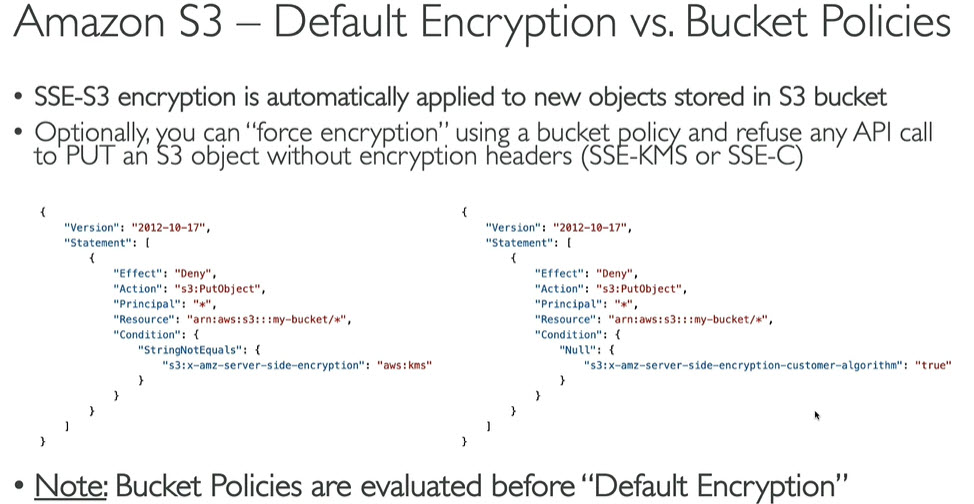 Amazon S3 – Default Encryption vs. Bucket Policies
• SSE-S3 encryption is automatically applied to new objects stored in S3 bucket
• Optionally, you can “force encryption” using a bucket policy and refuse any API call
to PUT an S3 object without encryption headers (SSE-KMS or SSE-C)
{
"Version": "2012-10-17",
"Statement": [
{
"Effect": "Deny",
"Action": "s3:PutObject",
"Principal": "*",
"Resource": "arn:aws:s3:::my-bucket/*",
"Condition": {
"StringNotEquals": {
"s3:x-amz-server-side-encryption": "aws:kms"
}
}
}
]
}
{
"Version": "2012-10-17",
"Statement": [
{
"Effect": "Deny",
"Action": "s3:PutObject",
"Principal": "*",
"Resource": "arn:aws:s3:::my-bucket/*",
"Condition": {
"Null": {
"s3:x-amz-server-side-encryption-customer-algorithm": "true"
}
}
}
]
}
• Note: Bucket Policies are evaluated before “Default Encryption”